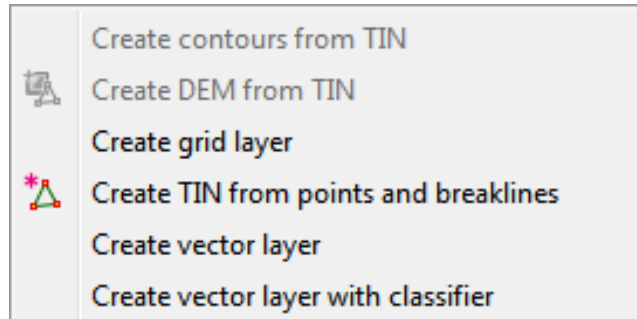 Create contours from TIN
Create DEM from TIN
Create grid layer
Create TIN from points and breaklines
Create vector layer
Create vector layer with classifier